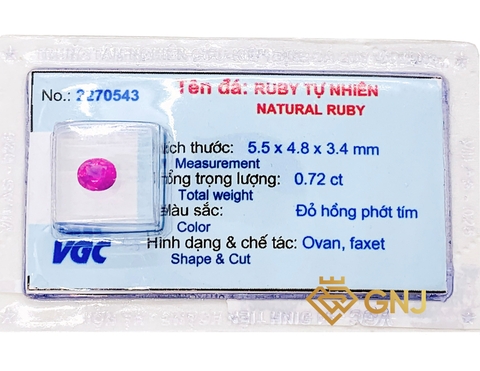 No.: 2270543
Tên đá: RUBY TỰ NHIÊN
NATURAL RUBY
ích thước: 5.5 x 4.8 x 3.4 mm
Measurement
ổng trọng lượng: 0.72 ct
Total weight
Màu sắc: Đỏ hồng phớt tím
Color
Hình dạng & chế tác: Ovan, faxet
Shape & Cut
VGC
GNJ